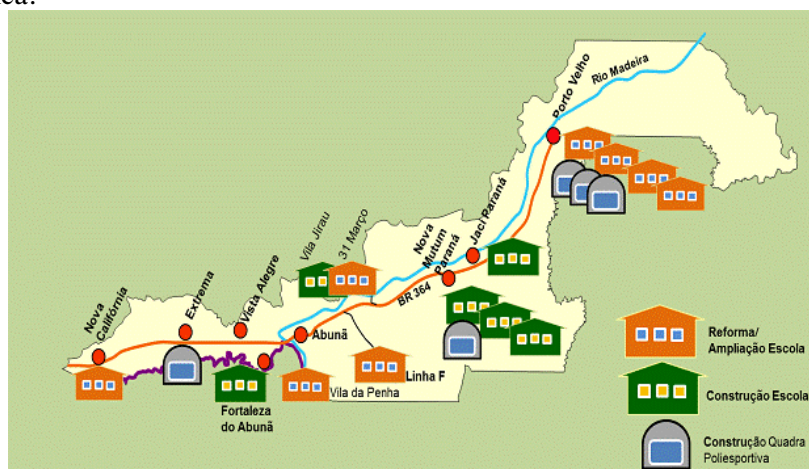 Porto Velho
Rio Madeira
Vila Jirau
31 Março
Nova
Mutum
Paraná
Jaci Paraná
Nova
Califórnia
Extrema
Vista Alegre
BR 364
Abunã
Linha F
Vila da Penha
Fortaleza
do Abunã
Reforma/
Ampliação Escola
Construção Escola
Construção Quadra
Poliesportiva